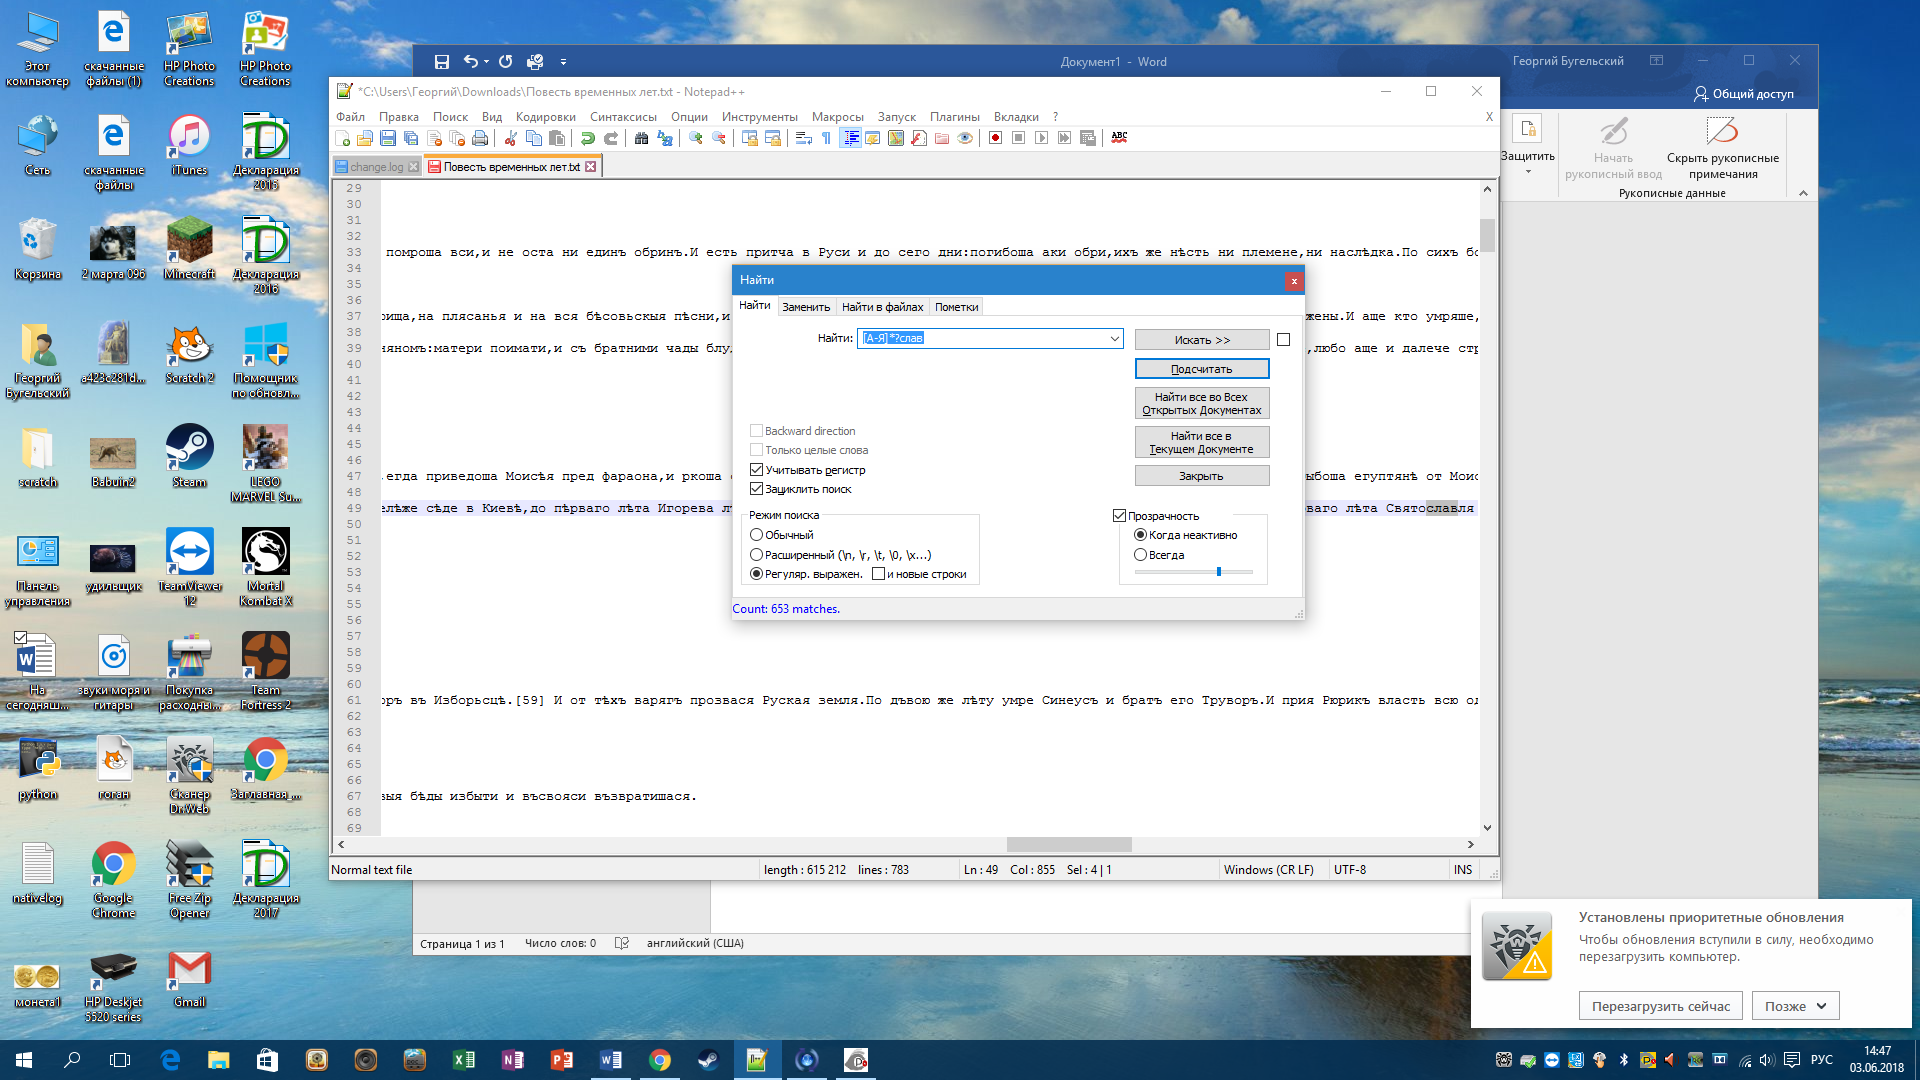 Этот компьютер
скачанные файлы (1)
HP Photo Creations
HP Photo Creations
Сеть
скачанные файлы
iTunes
Декларация 2015
Корзина
2 марта 096
Minecraft
Декларация 2016
Георгий Бугельский
a423c281d...
Scratch 2
Помощник по обновл...
scratch
Babuin2
Steam
LEGO MARVEL Su...
Панель управления
удильщик
TeamViewer 12
Mortal Kombat X
На сегодняш...
звуки моря и гитары
Покупка расходны...
Team Fortress 2
python
гоган
Сканер Dr.Web
Заглавная_...
nativelog
Google Chrome
Free Zip Opener
Декларация 2017
монета1
HP Deskjet 5520 series
Gmail
Документ1 - Word
Георгий Бугельский
Общий доступ
Защитить
Начать рукописный ввод
Скрыть рукописные примечания
Рукописные данные
*C:\Users\Георгий\Downloads\Повесть временных лет.txt - Notepad++
Файл Правка Поиск Вид Кодировки Синтаксисы Опции Инструменты Макросы Запуск Плагины Вкладки ? X
ABC
change.log Повесть временных лет.txt
29
30
31
32
33 помроша вси,и не оста ни единъ обринъ.И есть притча в Руси и до сего дни:погибоша аки обри,ихъ же нѣсть ни племене,ни наслѣдка.По сихъ бо
34
35
36
37 рища,на плясанья и на вся бѣсовьскыя пѣсни,и жены.И аще кто умряше,
38
39 няномъ:матери поимати,и съ братними чады блу ,любо аще и далече стр
40
41
42
43
44
45
46
47 .егда приведоша Моисѣя пред фараона,и ркоша с ыбоша егуптянѣ от Моис
48
49 елѣже сѣде в Киевѣ,до пѣрваго лѣта Игорева лѣ ваго лѣта Святославля
50
51
52
53
54
55
56
57
58
59
60
61 оръ въ Изборьсцѣ.[59] И от тѣхъ варягъ прозвася Руская земля.По дъвою же лѣту умре Синеусъ и братъ его Труворъ.И прия Рюрикъ власть всю од
62
63
64
65
66
67 выя бѣды избыти и въсвояси възвратишася.
68
69
Найти
Найти Заменить Найти в файлах Пометки
Найти: [А-Я]*?слав
Искать >>
Подсчитать
Найти все во Всех Открытых Документах
Найти все в Текущем Документе
Закрыть
Backward direction
Только целые слова
Учитывать регистр
Зациклить поиск
Режим поиска
Обычный
Расширенный (\n, \r, \t, \0, \x...)
Регуляр. выражен. и новые строки
Прозрачность
Когда неактивно
Всегда
Count: 653 matches.
Normal text file length : 615 212 lines : 783 Ln : 49 Col : 855 Sel : 4 | 1 Windows (CR LF) UTF-8 INS
Страница 1 из 1 Число слов: 0 английский (США)
Установлены приоритетные обновления
Чтобы обновления вступили в силу, необходимо
перезагрузить компьютер.
Перезагрузить сейчас Позже
РУС
14:47
03.06.2018